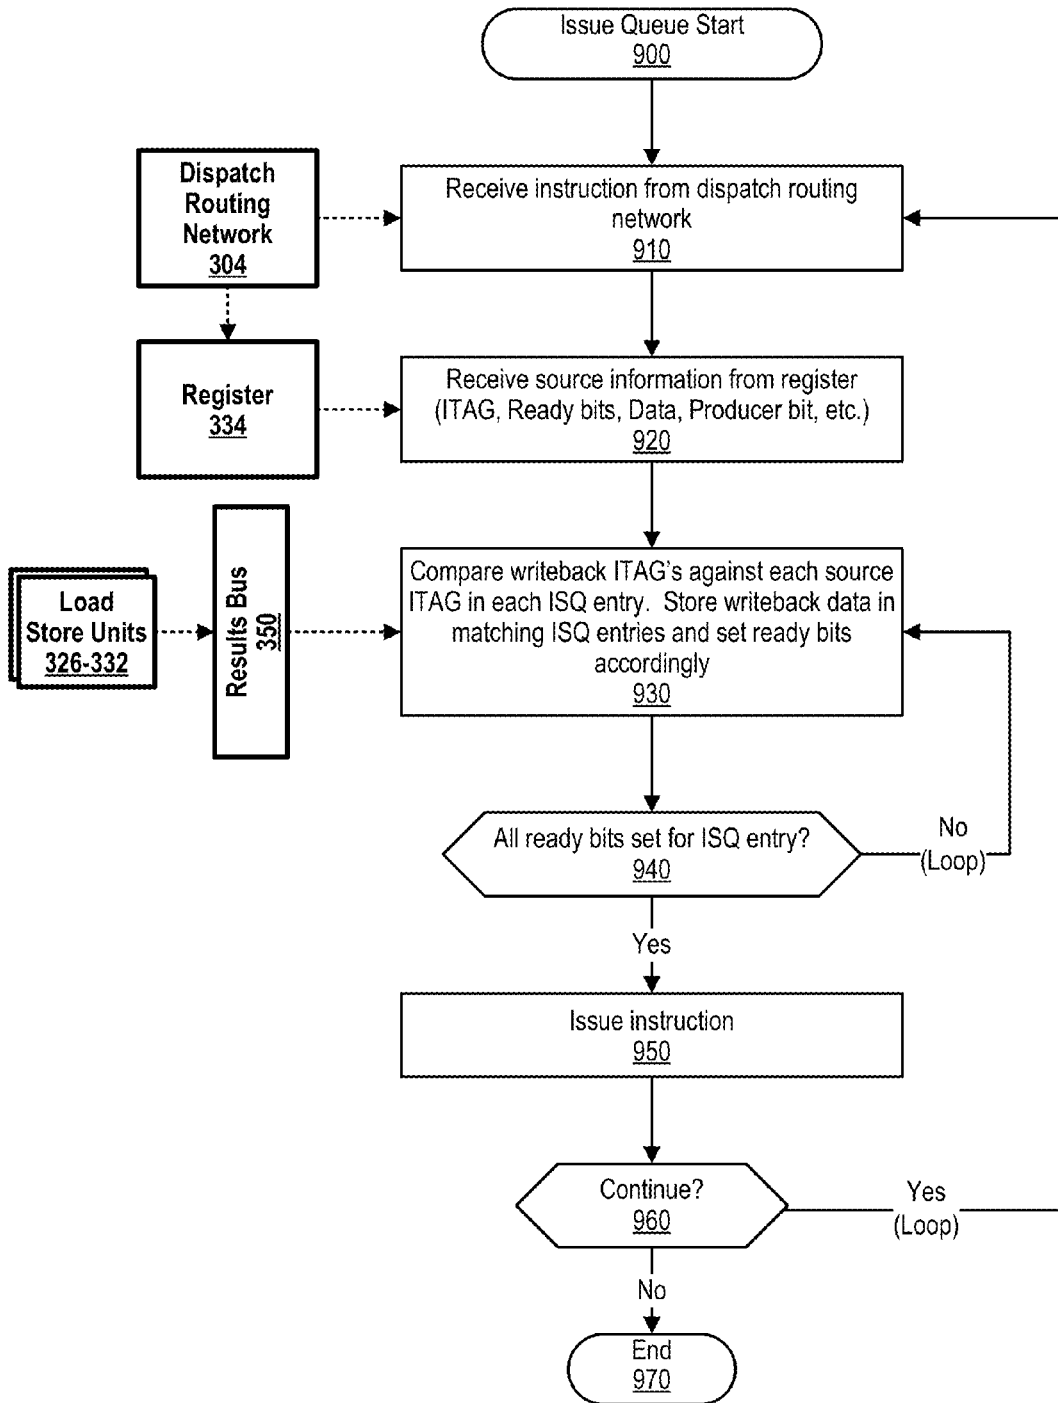 Issue Queue Start
900
Dispatch
Routing
Network
304
Receive instruction from dispatch routing
network
910
Register
334
Receive source information from register
(ITAG, Ready bits, Data, Producer bit, etc.)
920
Load
Store Units
326-332
Results Bus
350
Compare writeback ITAG's against each source
ITAG in each ISQ entry. Store writeback data in
matching ISQ entries and set ready bits
accordingly
930
All ready bits set for ISQ entry?
940
No
(Loop)
Yes
Issue instruction
950
Continue?
960
Yes
(Loop)
No
End
970